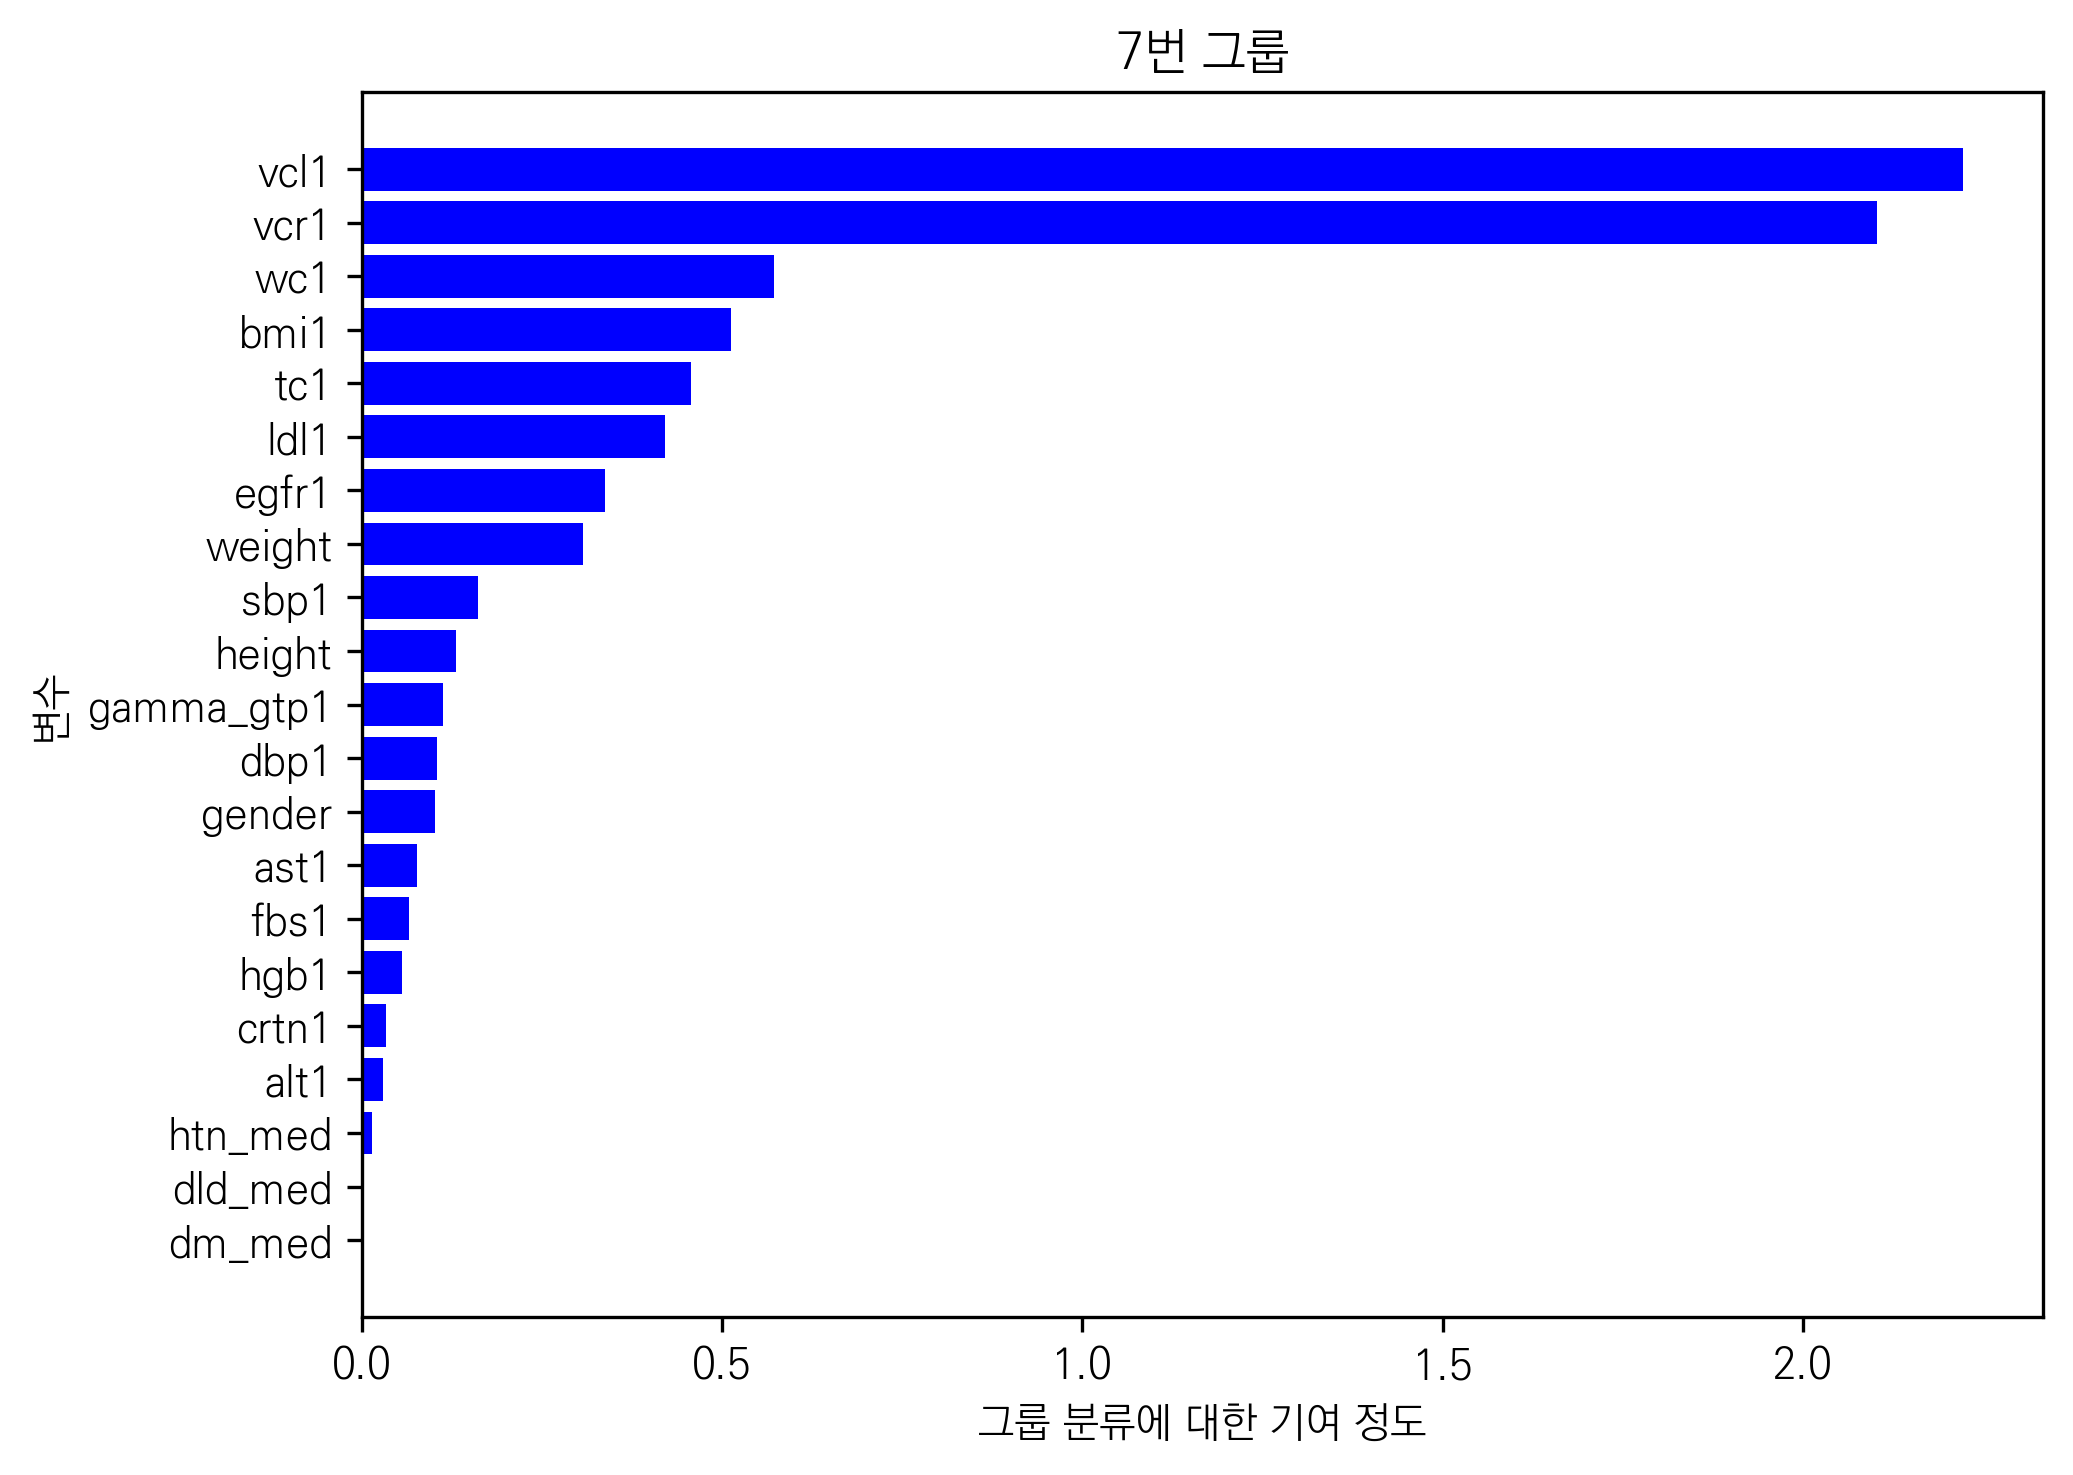 7번 그룹
변수
vcl1
vcr1
wc1
bmi1
tc1
ldl1
egfr1
weight
sbp1
height
gamma_gtp1
dbp1
gender
ast1
fbs1
hgb1
crtn1
alt1
htn_med
dld_med
dm_med
0.0 0.5 1.0 1.5 2.0
그룹 분류에 대한 기여 정도